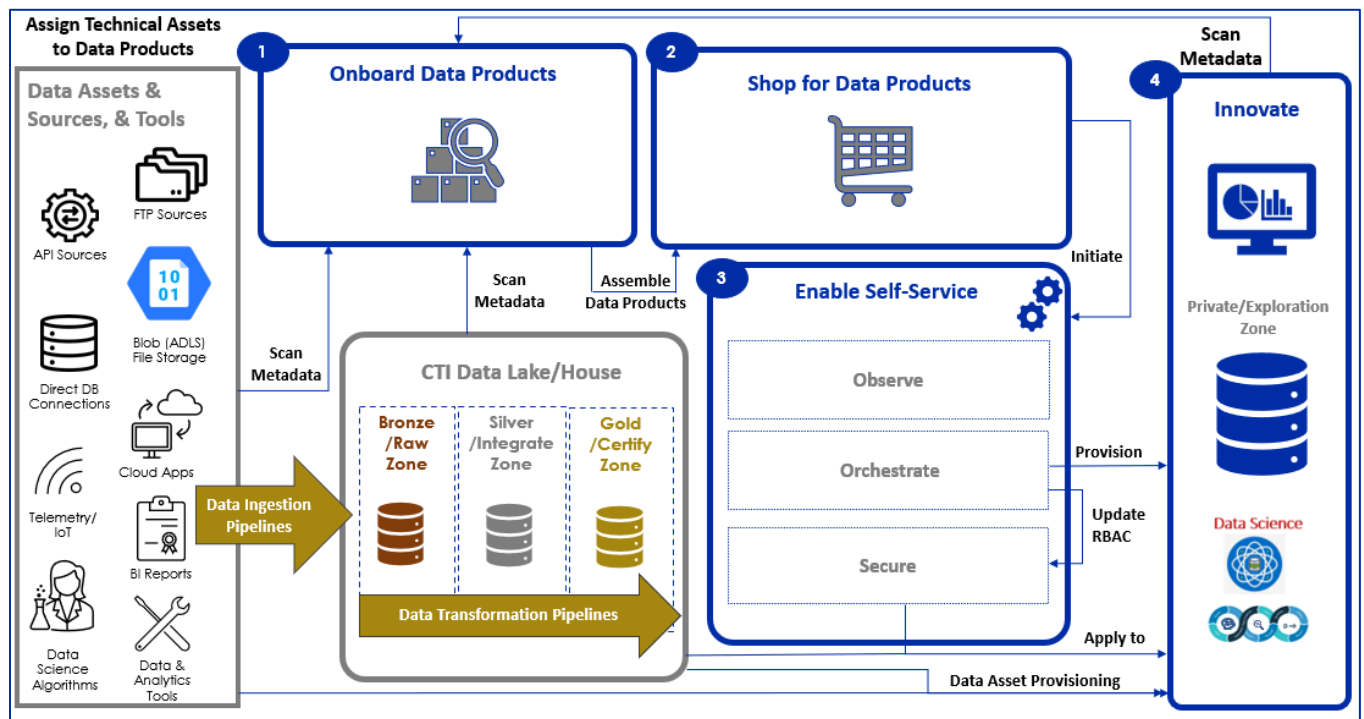 Assign Technical Assets
to Data Products
Data Assets &
Sources, & Tools
API Sources
FTP Sources
Blob (ADLS)
File Storage
10
01
Direct DB
Connections
Cloud Apps
Telemetry/
IoT
BI Reports
Data
Science
Algorithms
Data &
Analytics
Tools
1
Onboard Data Products
2
Shop for Data Products
Scan
Metadata
Scan
Metadata
Assemble
Data Products
Initiate
Scan
Metadata
Data Ingestion
Pipelines
CTI Data Lake/House
Bronze
/Raw
Zone
Silver
/Integrate
Zone
Gold
/Certify
Zone
Data Transformation Pipelines
3
Enable Self-Service
Observe
Orchestrate
Secure
Provision
Update
RBAC
Apply to
Data Asset Provisioning
4
Innovate
Private/Exploration
Zone
Data Science